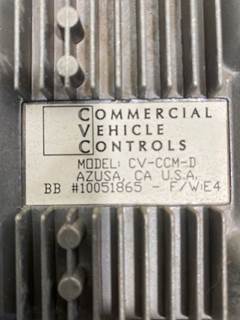 COMMERCIAL
VEHICLE
CONTROLS
MODEL: CV-CCM-D
AZUSA, CA U.S.A.
BB #10051865 - F/W:E4